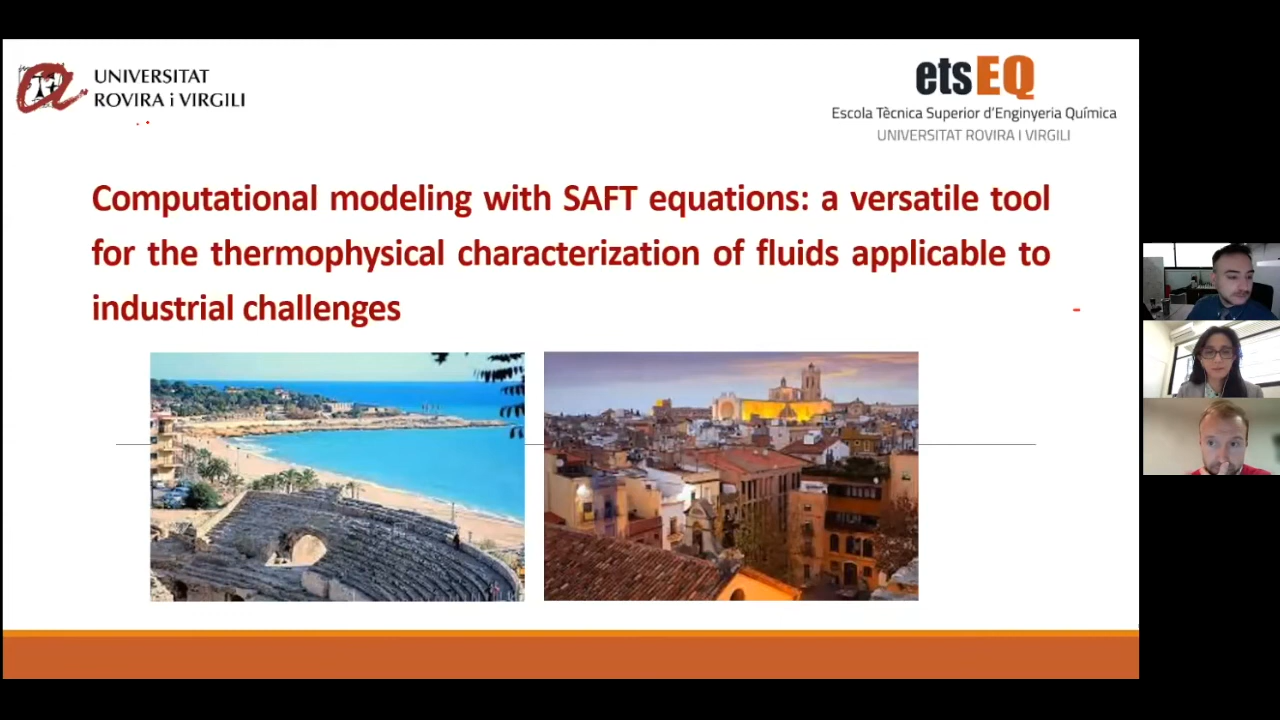 UNIVERSITAT
ROVIRA i VIRGILI
etsEQ
Escola Tècnica Superior d'Enginyeria Química
UNIVERSITAT ROVIRA I VIRGILI
Computational modeling with SAFT equations: a versatile tool
for the thermophysical characterization of fluids applicable to
industrial challenges